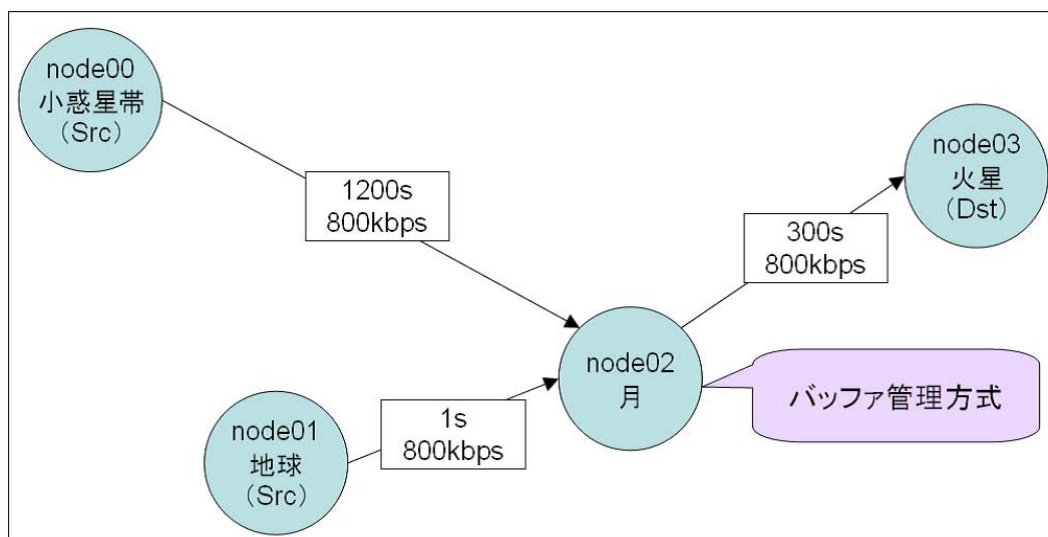 node00
小惑星帯
(Src)
1200s
800kbps
node03
火星
(Dst)
300s
800kbps
node02
月
バッファ管理方式
node01
地球
(Src)
1s
800kbps